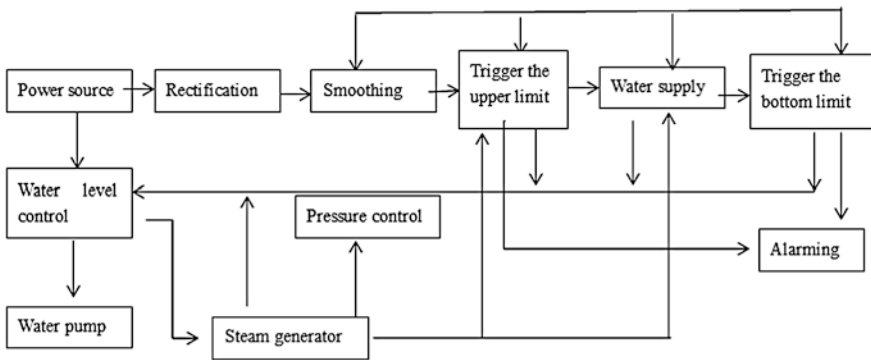 Power source
Rectification
Smoothing
Trigger the
upper limit
Water supply
Trigger the
bottom limit
Water level
control
Pressure control
Alarming
Water pump
Steam generator